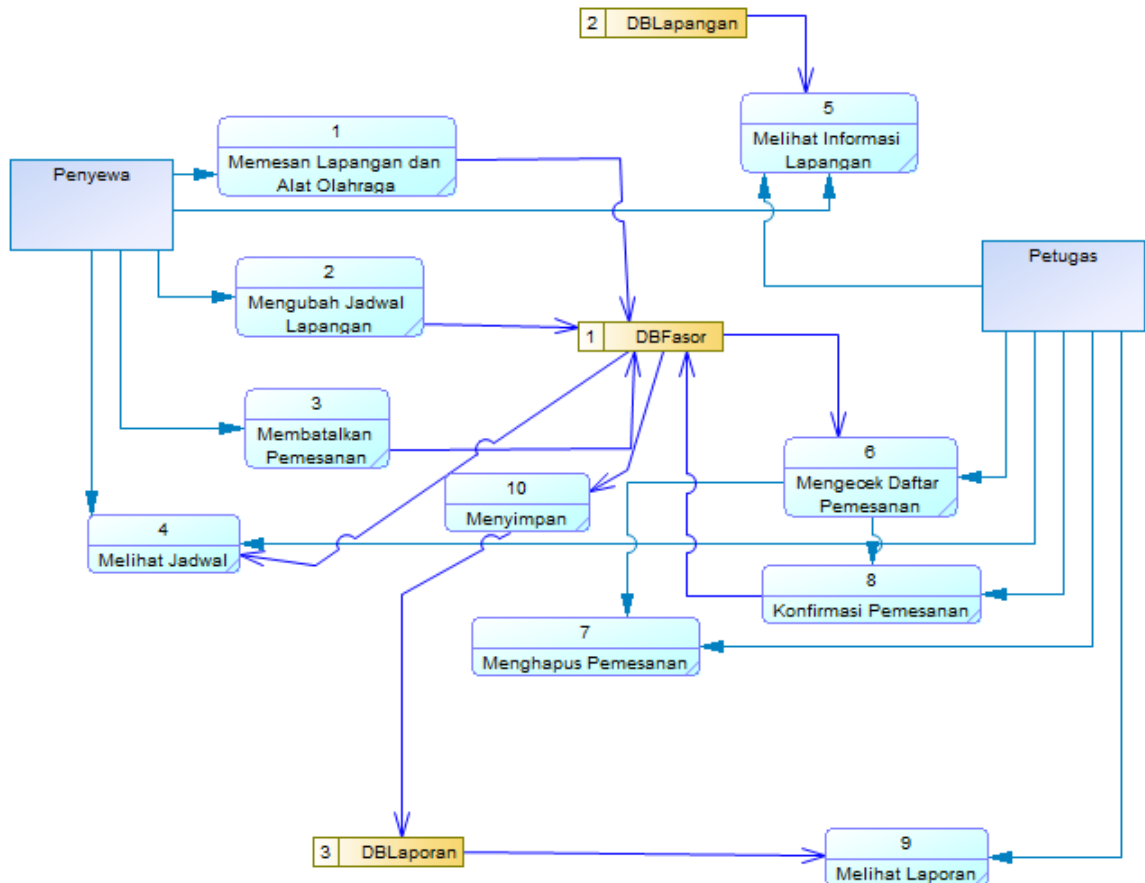 2 DBLapangan
5
Melihat Informasi
Lapangan
1
Memesan Lapangan dan
Alat Olahraga
Penyewa
Petugas
2
Mengubah Jadwal
Lapangan
1 DBFasor
3
Membatalkan
Pemesanan
6
Mengecek Daftar
Pemesanan
10
Menyimpan
4
Melihat Jadwal
8
Konfirmasi Pemesanan
7
Menghapus Pemesanan
3 DBLaporan
9
Melihat Laporan